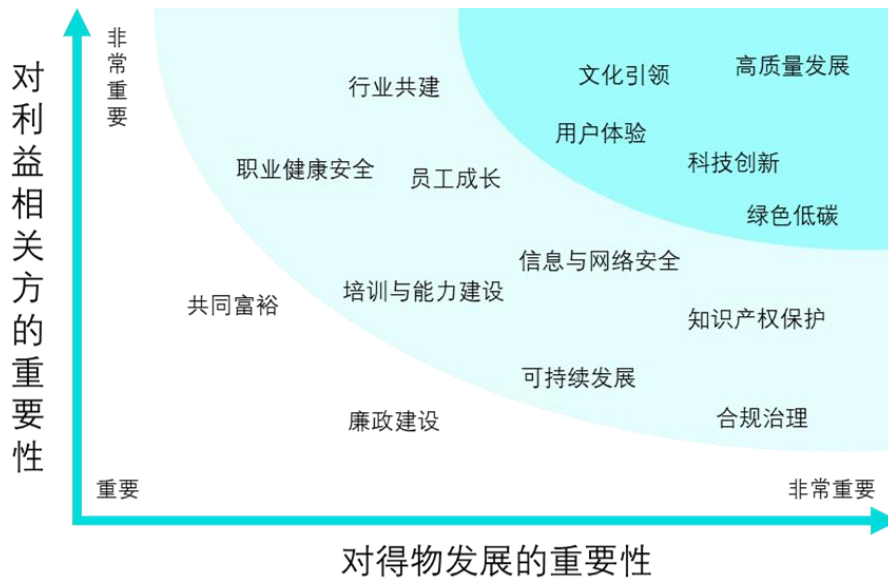 对利益相关方的重要性
非常重要
高质量发展
文化引领
行业共建
用户体验
科技创新
职业健康安全
员工成长
绿色低碳
信息与网络安全
培训与能力建设
共同富裕
知识产权保护
可持续发展
合规治理
廉政建设
重要
非常重要
对得物发展的重要性